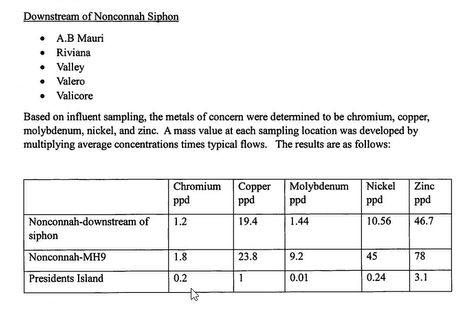 Downstream of Nonconnah Siphon
• A.B Mauri
• Riviana
• Valley
• Valero
• Valicore
Based on influent sampling, the metals of concern were determined to be chromium, copper,
molybdenum, nickel, and zinc. A mass value at each sampling location was developed by
multiplying average concentrations times typical flows. The results are as follows:
Chromium ppd Copper ppd Molybdenum ppd Nickel ppd Zinc ppd
Nonconnah-downstream of siphon 1.2 19.4 1.44 10.56 46.7
Nonconnah-MH9 1.8 23.8 9.2 45 78
Presidents Island 0.2 1 0.01 0.24 3.1